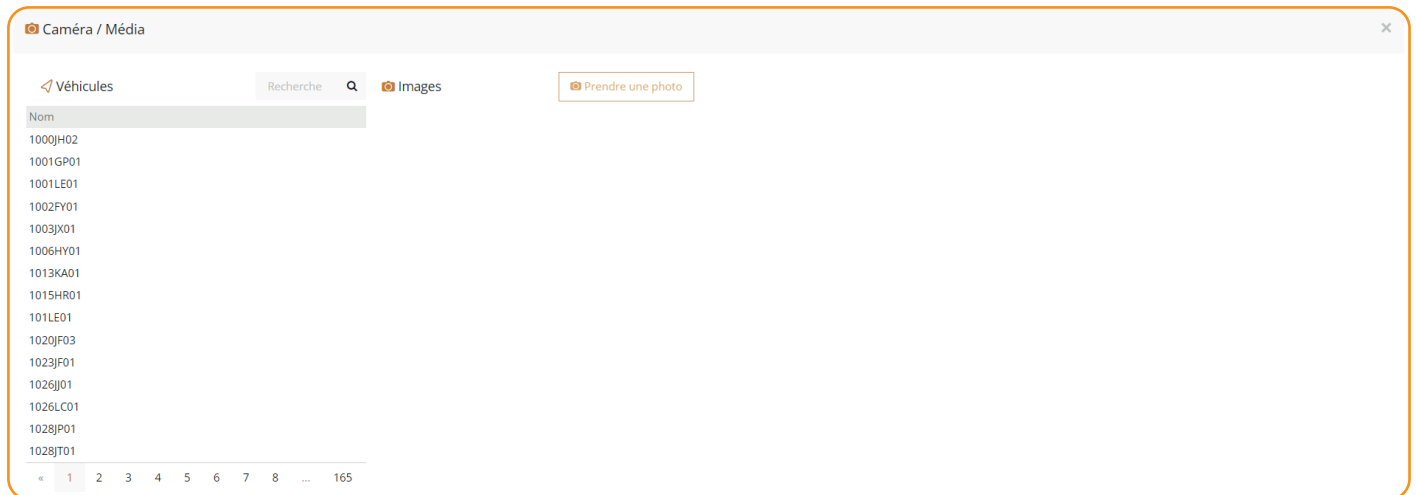 Caméra / Média
×
Véhicules
Recherche
Images
Prendre une photo
Nom
1000JH02
1001GP01
1001LE01
1002FY01
1003JX01
1006HY01
1013KA01
1015HR01
101LE01
1020JF03
1023JF01
1026JJ01
1026LC01
1028JP01
1028JT01
« 1 2 3 4 5 6 7 8 ... 165